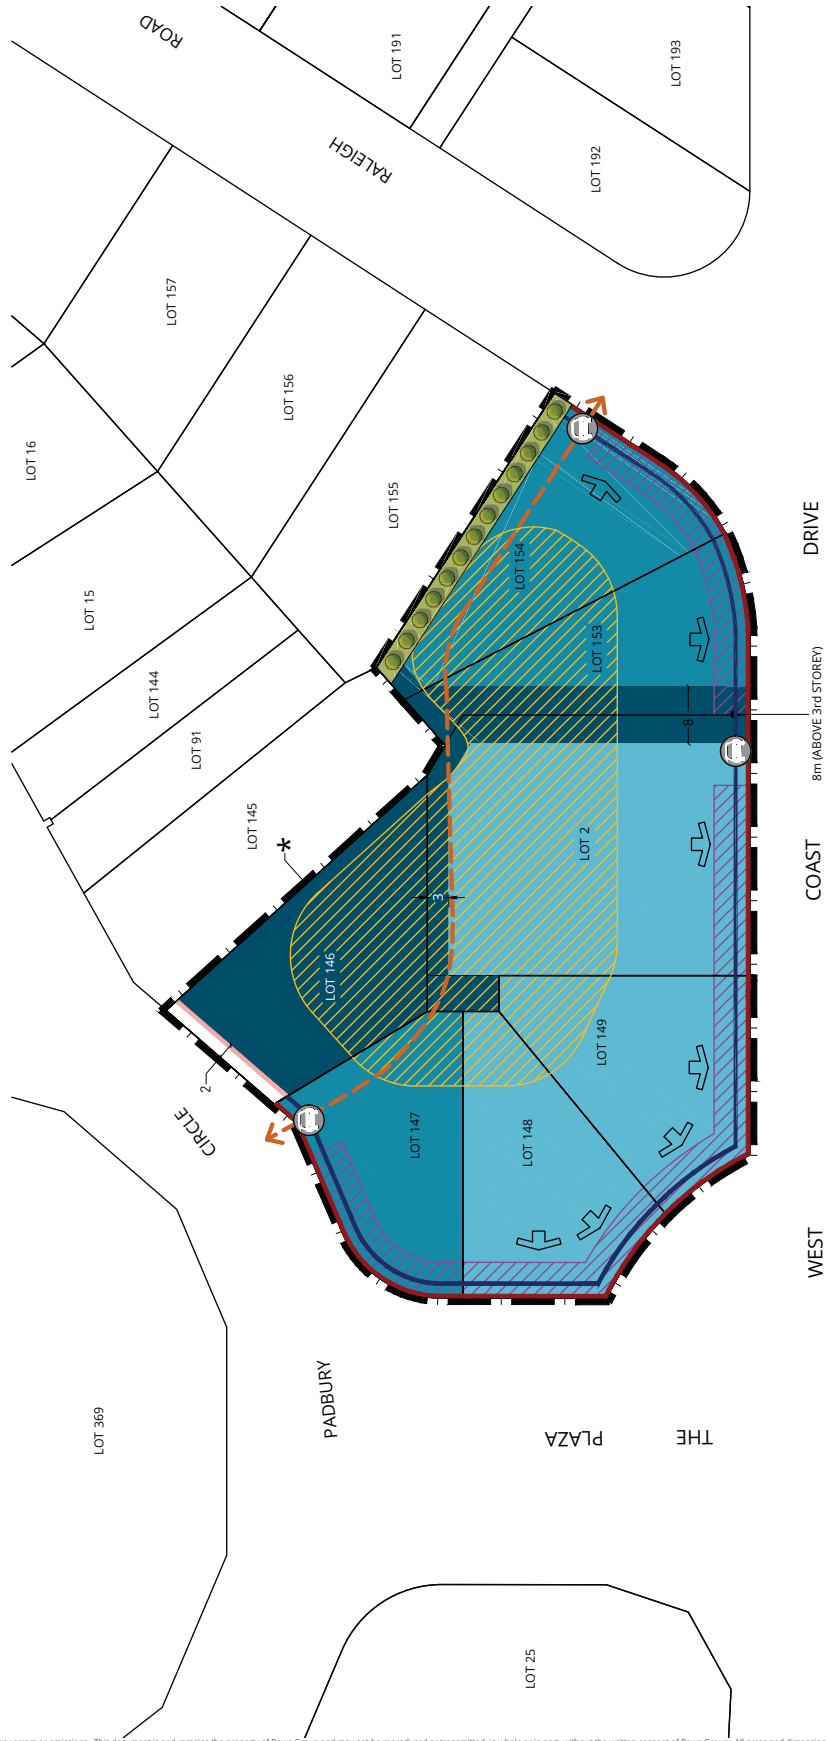 ROAD
RALEIGH
LOT 191
LOT 193
LOT 192
LOT 157
LOT 156
LOT 16
LOT 155
LOT 15
LOT 144
LOT 91
LOT 145
*
LOT 154
LOT 153
DRIVE
8
8m (ABOVE 3rd STOREY)
LOT 2
COAST
3
LOT 146
2
CIRCLE
LOT 149
LOT 147
LOT 148
WEST
PADBURY
LOT 369
THE
PLAZA
LOT 25